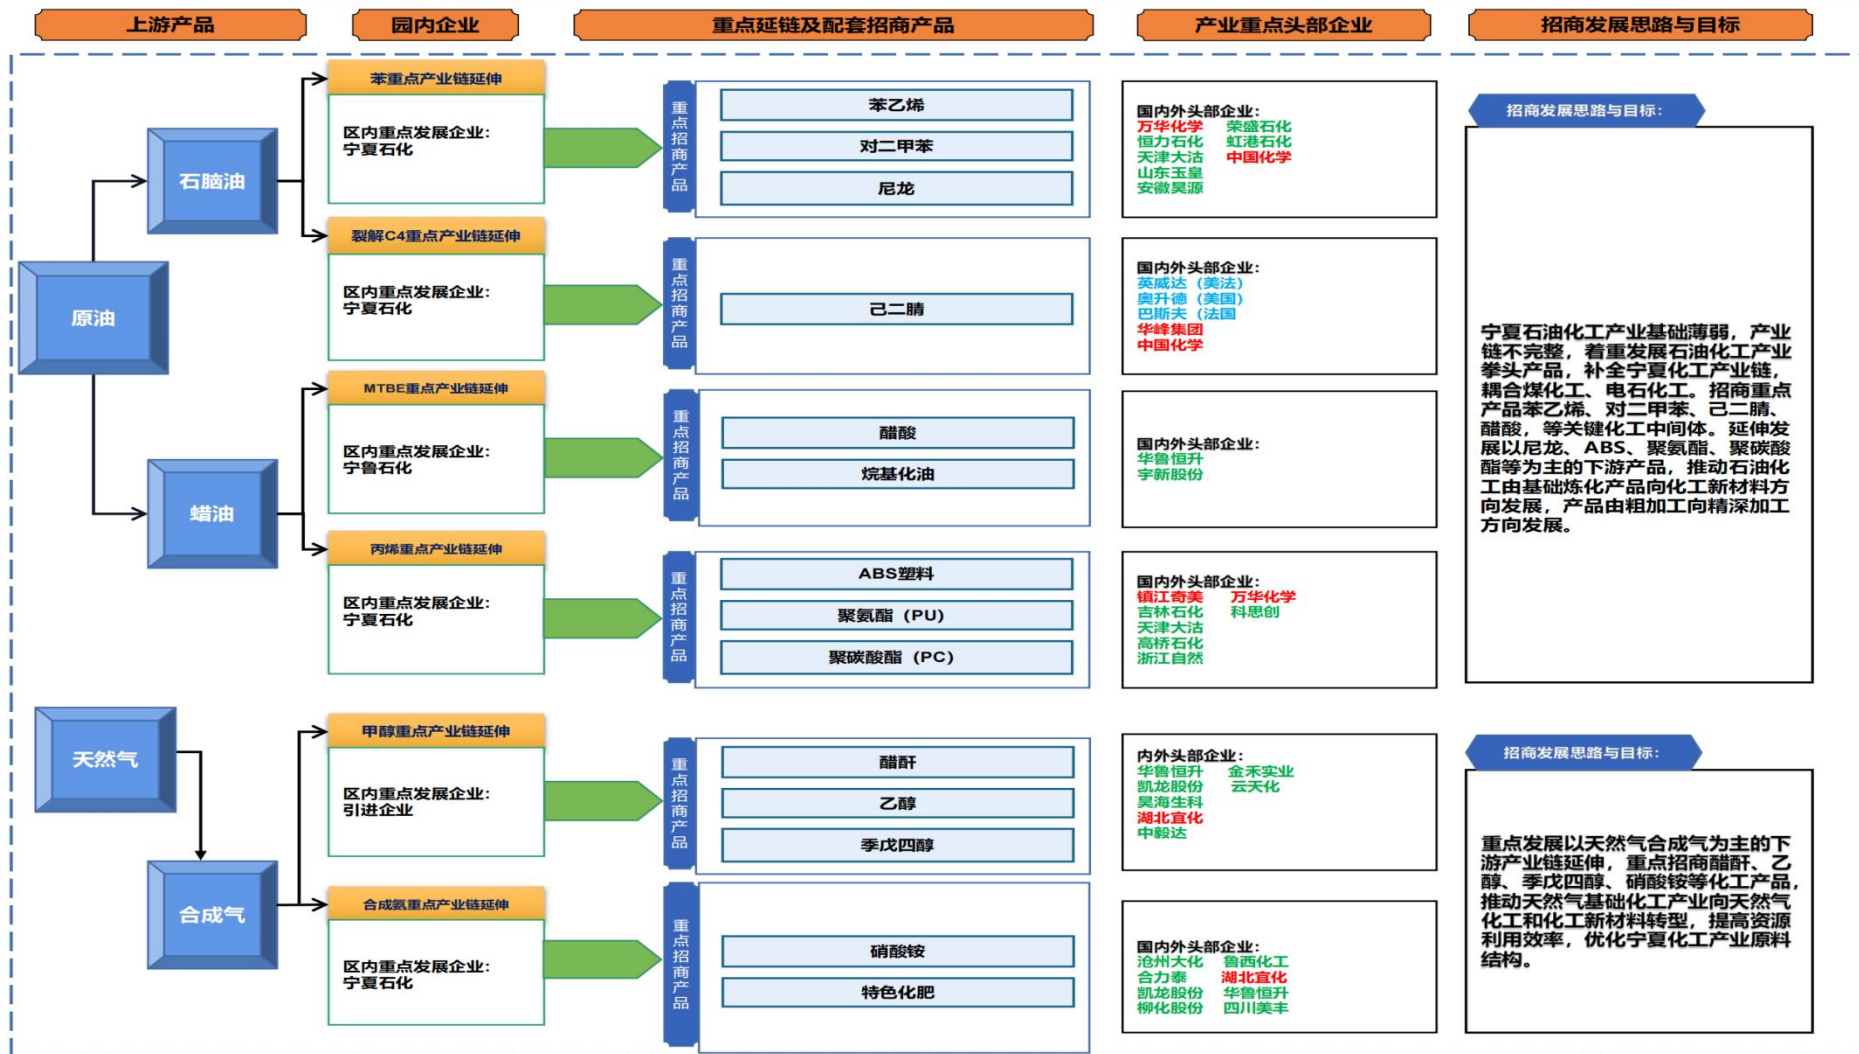 上游产品
园内企业
重点延链及配套招商产品
产业重点头部企业
招商发展思路与目标
原油
石脑油
蜡油
苯重点产业链延伸
区内重点发展企业：
宁夏石化
重点招商产品
苯乙烯
对二甲苯
尼龙
国内外头部企业：
万华化学 荣盛石化
恒力石化 虹港石化
天津大沽 中国化学
山东玉皇
安徽昊源
裂解C4重点产业链延伸
区内重点发展企业：
宁夏石化
重点招商产品
己二腈
国内外头部企业：
英威达（美法）
奥升德（美国）
巴斯夫（法国
华峰集团
中国化学
MTBE重点产业链延伸
区内重点发展企业：
宁鲁石化
重点招商产品
醋酸
烷基化油
国内外头部企业：
华鲁恒升
宇新股份
丙烯重点产业链延伸
区内重点发展企业：
宁夏石化
重点招商产品
ABS塑料
聚氨酯（PU）
聚碳酸酯（PC）
国内外头部企业：
镇江奇美 万华化学
吉林石化 科思创
天津大沽
高桥石化
浙江自然
招商发展思路与目标：
宁夏石油化工产业基础薄弱，产业
链不完整，着重发展石油化工产业
拳头产品，补全宁夏化工产业链，
耦合煤化工、电石化工。招商重点
产品苯乙烯、对二甲苯、己二腈、
醋酸，等关键化工中间体。延伸发
展以尼龙、ABS、聚氨酯、聚碳酸
酯等为主的下游产品，推动石油化
工由基础炼化产品向化工新材料方
向发展，产品由粗加工向精深加工
方向发展。
天然气
合成气
甲醇重点产业链延伸
区内重点发展企业：
引进企业
重点招商产品
醋酐
乙醇
季戊四醇
内外头部企业：
华鲁恒升 金禾实业
凯龙股份 云天化
昊海生科
湖北宜化
中毅达
合成氨重点产业链延伸
区内重点发展企业：
宁夏石化
重点招商产品
硝酸铵
特色化肥
国内外头部企业：
沧州大化 鲁西化工
合力泰 湖北宜化
凯龙股份 华鲁恒升
柳化股份 四川美丰
招商发展思路与目标：
重点发展以天然气合成气为主的下
游产业链延伸，重点招商醋酐、乙
醇、季戊四醇、硝酸铵等化工产品，
推动天然气基础化工产业向天然气
化工和化工新材料转型，提高资源
利用效率，优化宁夏化工产业原料
结构。